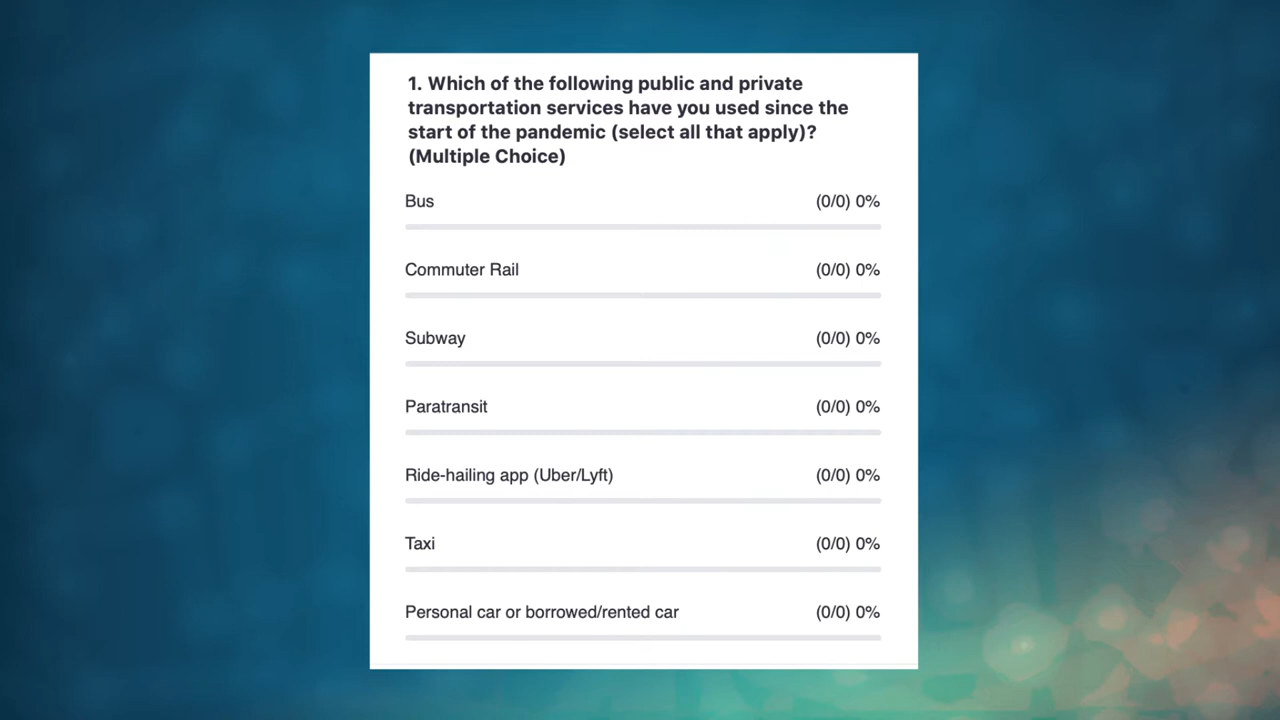 1. Which of the following public and private
transportation services have you used since the
start of the pandemic (select all that apply)?
(Multiple Choice)
Bus (0/0) 0%
Commuter Rail (0/0) 0%
Subway (0/0) 0%
Paratransit (0/0) 0%
Ride-hailing app (Uber/Lyft) (0/0) 0%
Taxi (0/0) 0%
Personal car or borrowed/rented car (0/0) 0%